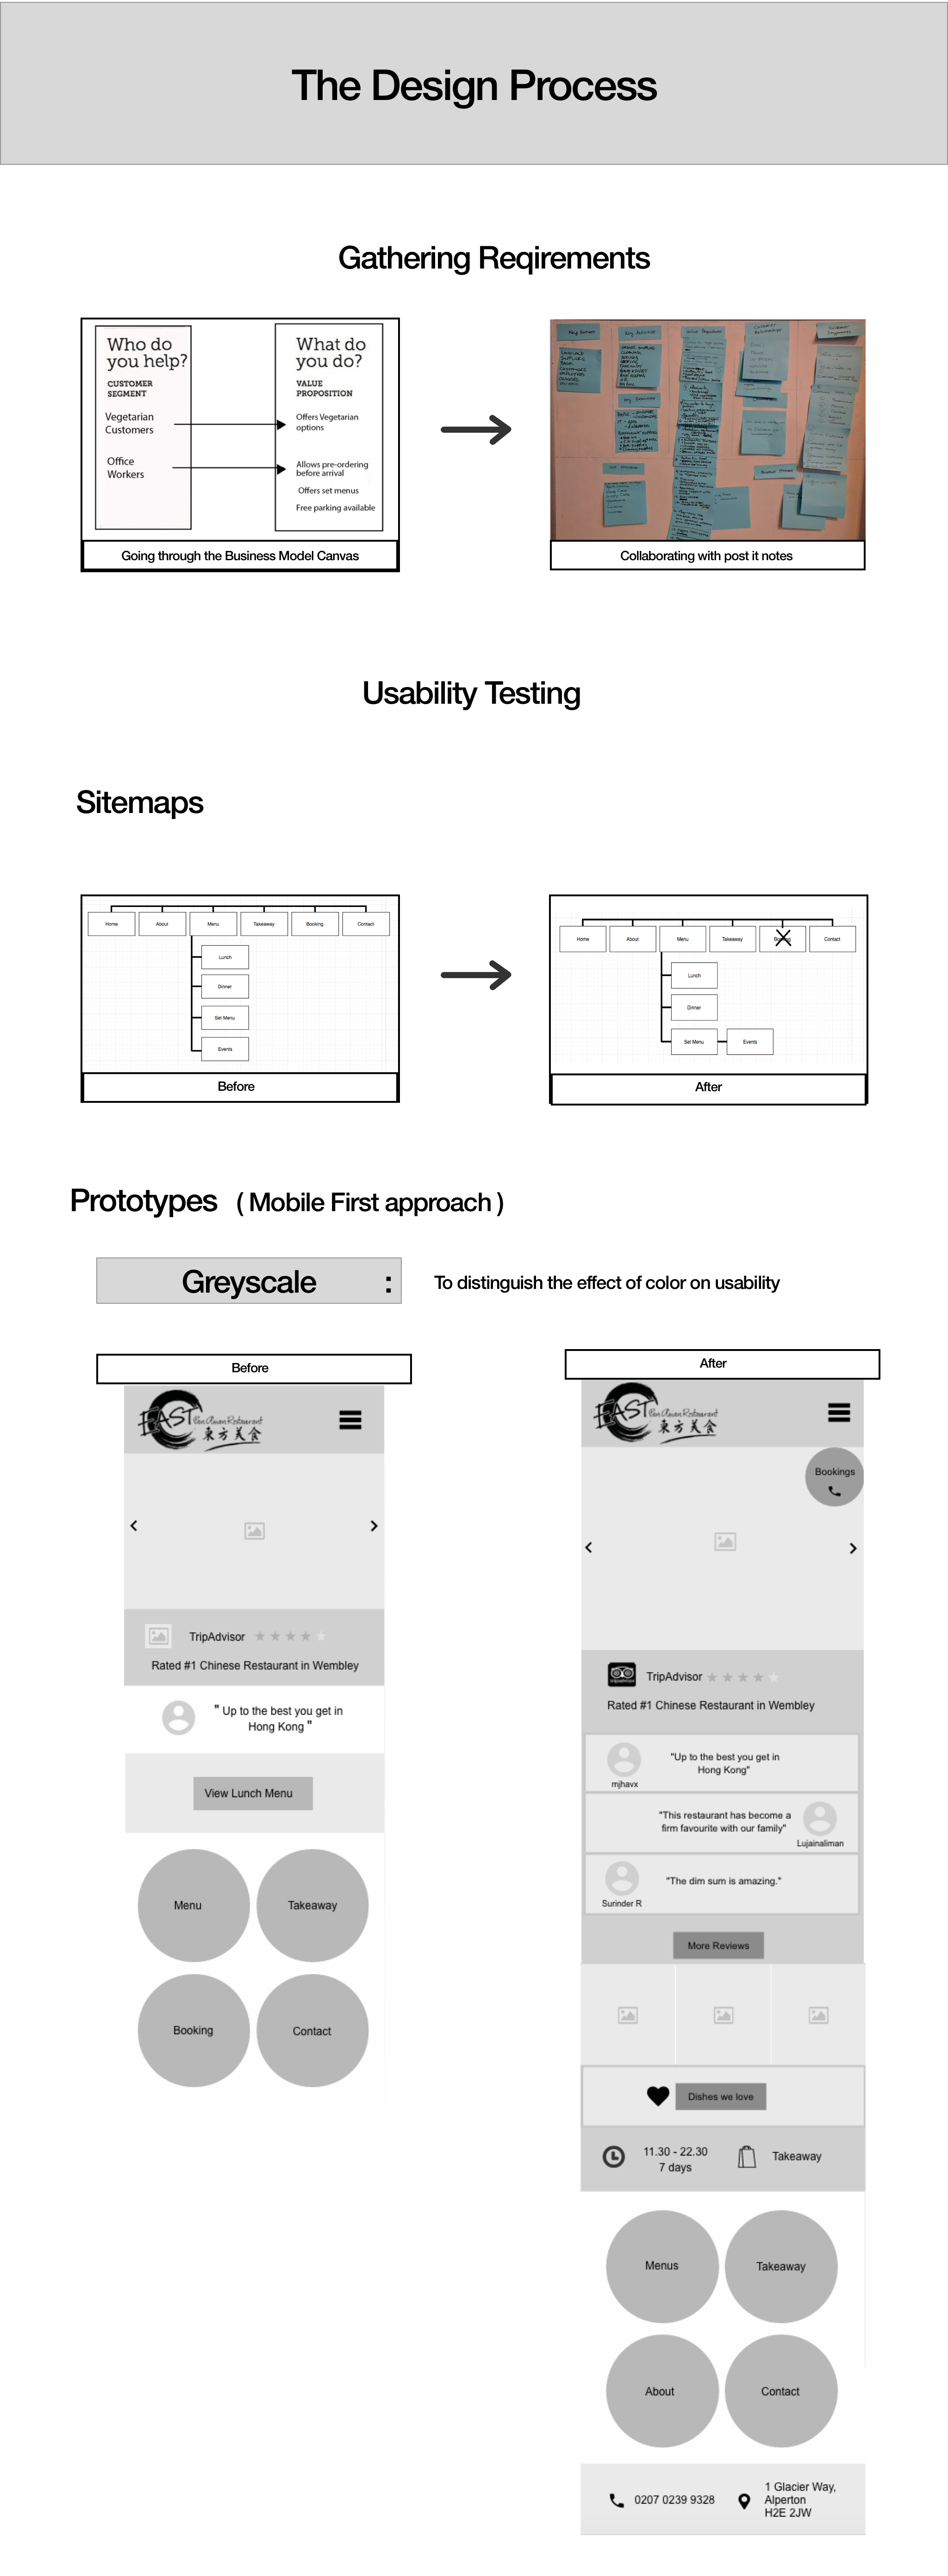 The Design Process
Gathering Reqirements
Who do
you help?
CUSTOMER
SEGMENT
Vegetarian
Customers
Office
Workers
What do
you do?
VALUE
PROPOSITION
Offers Vegetarian
options
Allows pre-ordering
before arrival
Offers set menus
Free parking available
Going through the Business Model Canvas
Key Activities
Value Propositions
Customer
Relationships
Collaborating with post it notes
Usability Testing
Sitemaps
Home About Menu Takeaway Booking Contact
Lunch
Dinner
Set Menu
Events
Before
Home About Menu Takeaway Booking Contact
Lunch
Dinner
Set Menu Events
After
Prototypes ( Mobile First approach )
Greyscale :
To distinguish the effect of color on usability
Before
EAST Pan Asian Restaurant
東方美食
TripAdvisor
Rated #1 Chinese Restaurant in Wembley
" Up to the best you get in
Hong Kong "
View Lunch Menu
Menu Takeaway
Booking Contact
After
EAST Pan Asian Restaurant
東方美食
Bookings
TripAdvisor
Rated #1 Chinese Restaurant in Wembley
"Up to the best you get in
Hong Kong"
mjhavx
"This restaurant has become a
firm favourite with our family"
Lujainaliman
"The dim sum is amazing."
Surinder R
More Reviews
Dishes we love
11.30 - 22.30
7 days
Takeaway
Menus Takeaway
About Contact
0207 0239 9328
1 Glacier Way,
Alperton
H2E 2JW